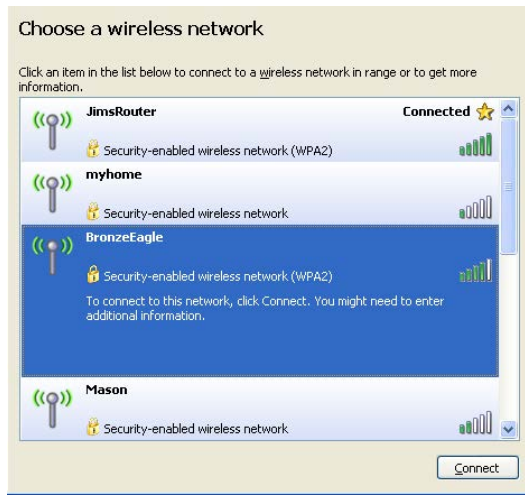 Choose a wireless network
Click an item in the list below to connect to a wireless network in range or to get more
information.
JimsRouter Connected
Security-enabled wireless network (WPA2)
myhome
Security-enabled wireless network
BronzeEagle
Security-enabled wireless network (WPA2)
To connect to this network, click Connect. You might need to enter
additional information.
Mason
Security-enabled wireless network
Connect